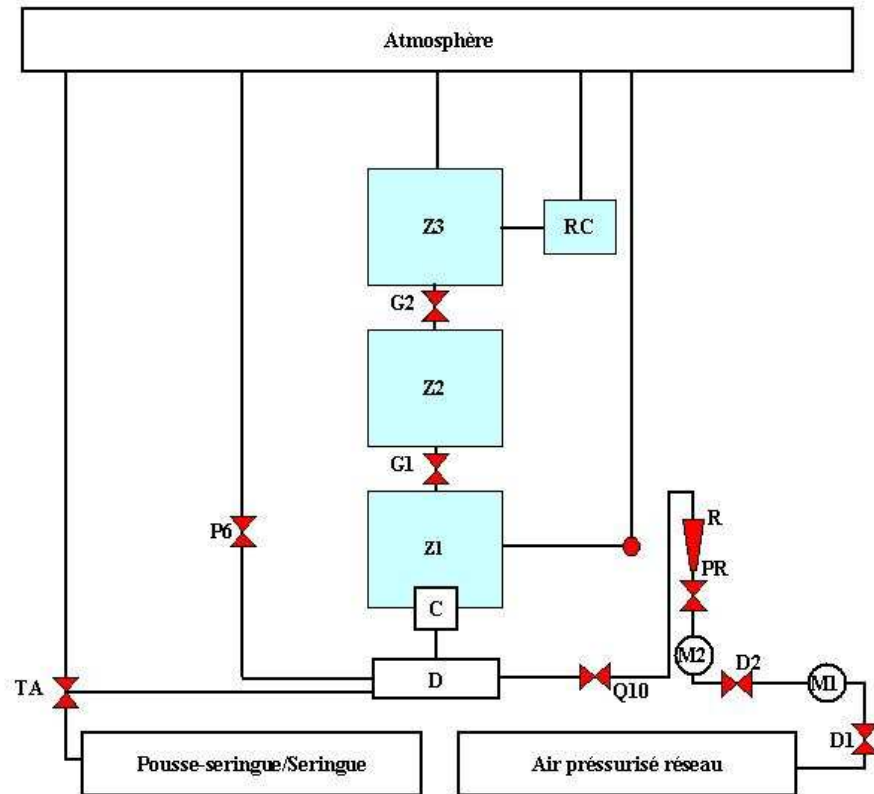 Atmosphère
Z3
RC
G2
Z2
G1
R
P6
Z1
PR
C
M2
D2
TA
D
Q10
M1
D1
Pousse-seringue/Seringue
Air préssurisé réseau